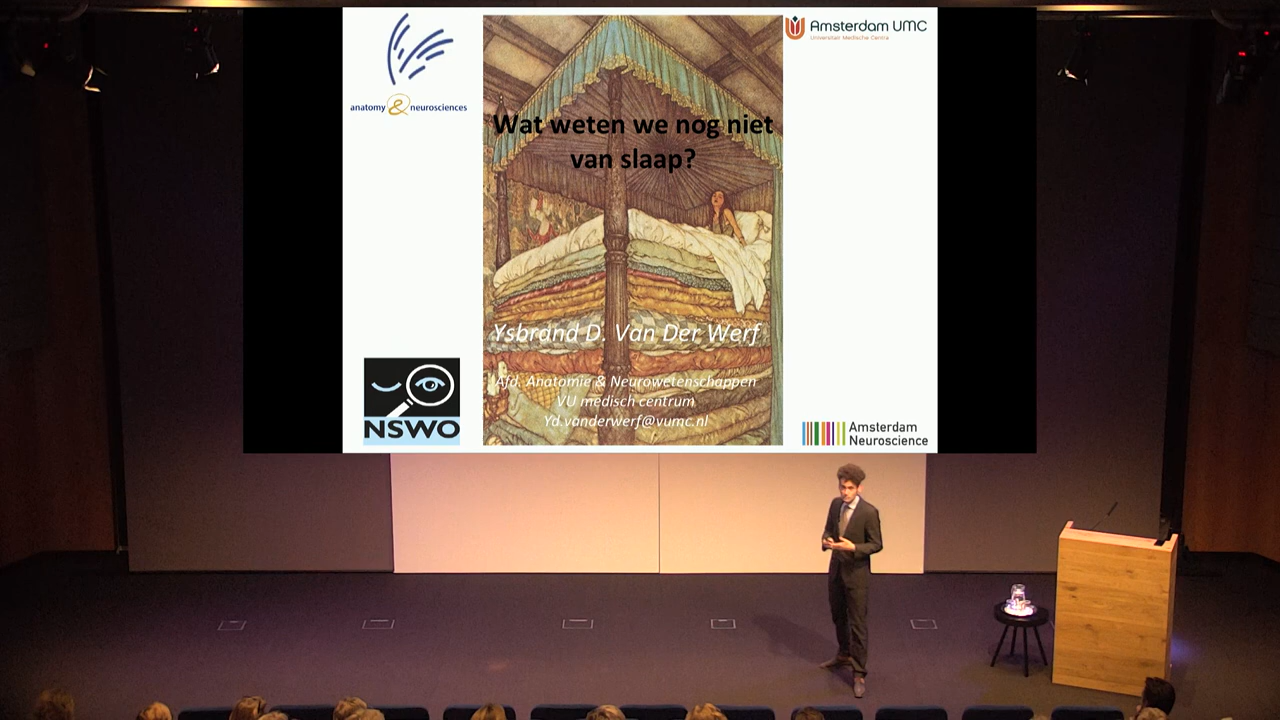 anatomy & neurosciences
Amsterdam UMC
Universitair Medische Centra
Wat weten we nog niet
van slaap?
Ysbrand D. Van Der Werf
Afd. Anatomie & Neurowetenschappen
VU medisch centrum
Yd.vanderwerf@vumc.nl
NSWO
Amsterdam
Neuroscience